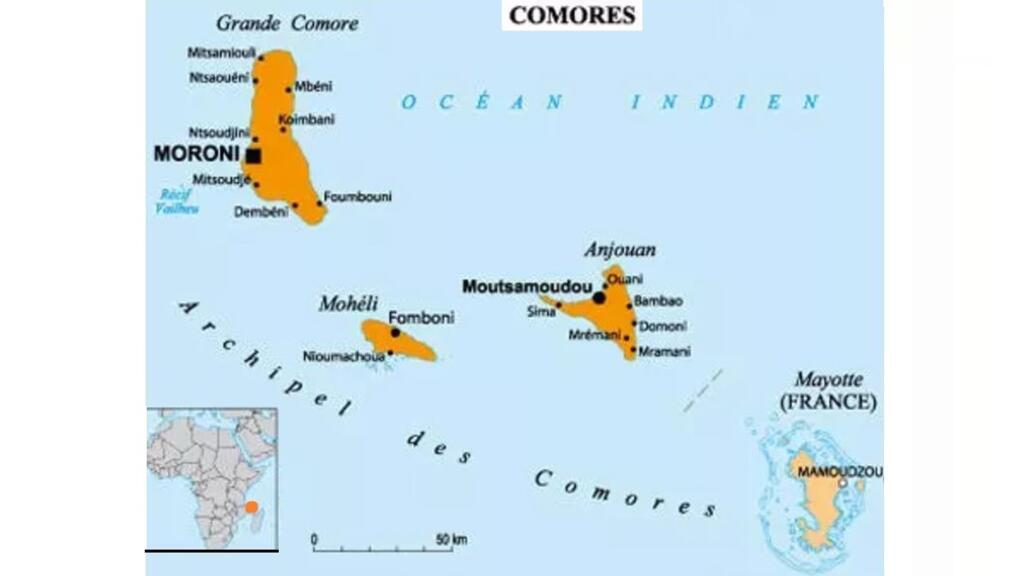 COMORES
Grande Comore
Mitsamiouli
Ntsaouéni
Mbéni
OCÉAN INDIEN
Koimbani
Ntsoudjini
MORONI
Mitsoudjé
Récif
Vailheu
Foumbouni
Dembéni
Anjouan
Ouani
Moutsamoudou
Bambao
Sima
Domoni
Mrémani
Mramani
Mohéli
Fomboni
Nioumachoua
Archipel des Comores
Mayotte
(FRANCE)
MAMOUDZOU
0 50 km